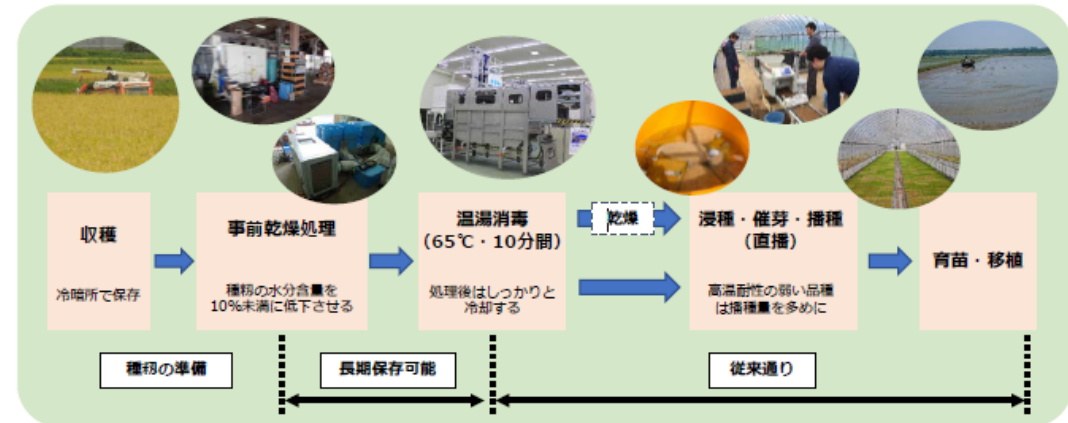 収穫
冷暗所で保存
事前乾燥処理
種籾の水分含量を
10%未満に低下させる
温湯消毒
（65℃・10分間）
処理後はしっかりと
冷却する
乾燥
浸種・催芽・播種
（直播）
高温耐性の弱い品種
は播種量を多めに
育苗・移植
種籾の準備
長期保存可能
従来通り